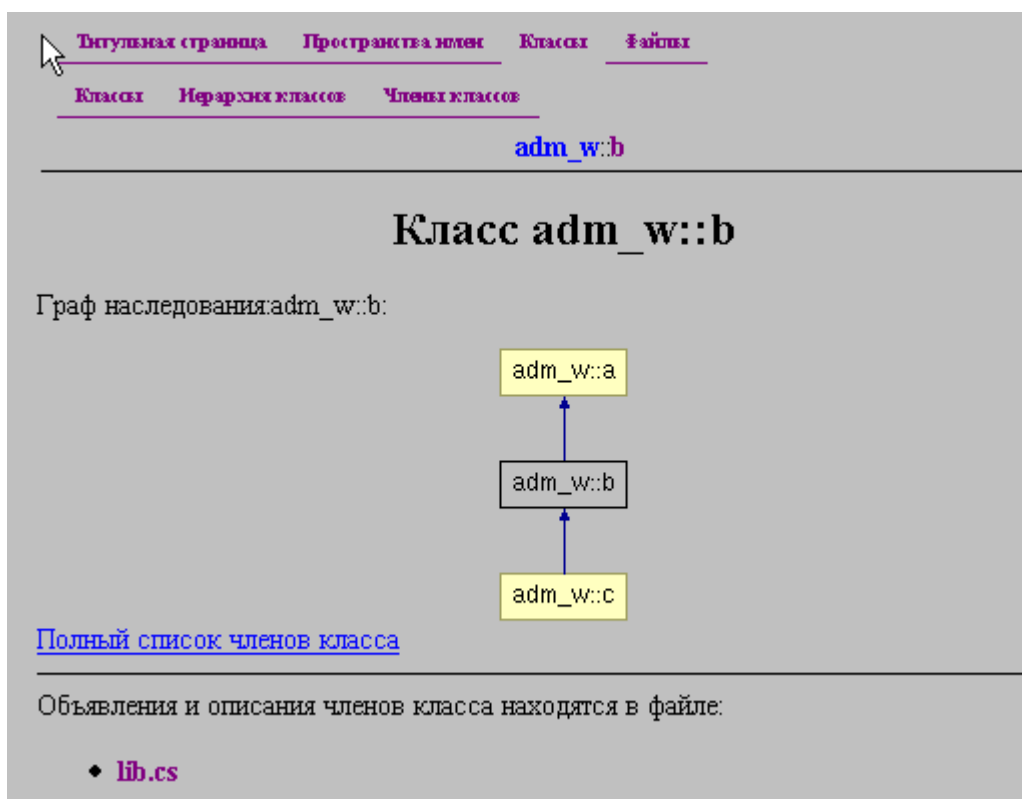 Титульная страница Пространства имен Классы Файлы
Классы Иерархия классов Члены классов
adm_w::b
Класс adm_w::b
Граф наследования:adm_w::b:
adm_w::a
adm_w::b
adm_w::c
Полный список членов класса
Объявления и описания членов класса находятся в файле:
lib.cs